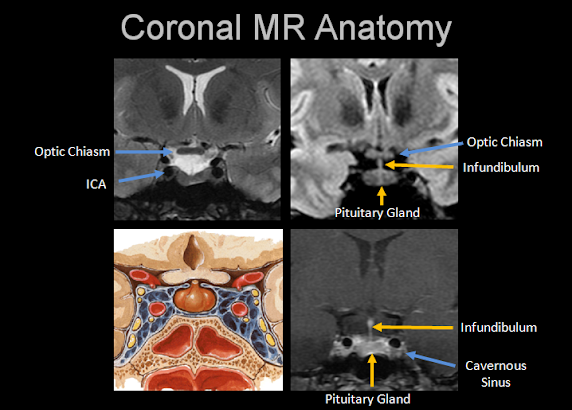 Coronal MR Anatomy
Optic Chiasm
ICA
Optic Chiasm
Infundibulum
Pituitary Gland
Infundibulum
Cavernous
Sinus
Pituitary Gland